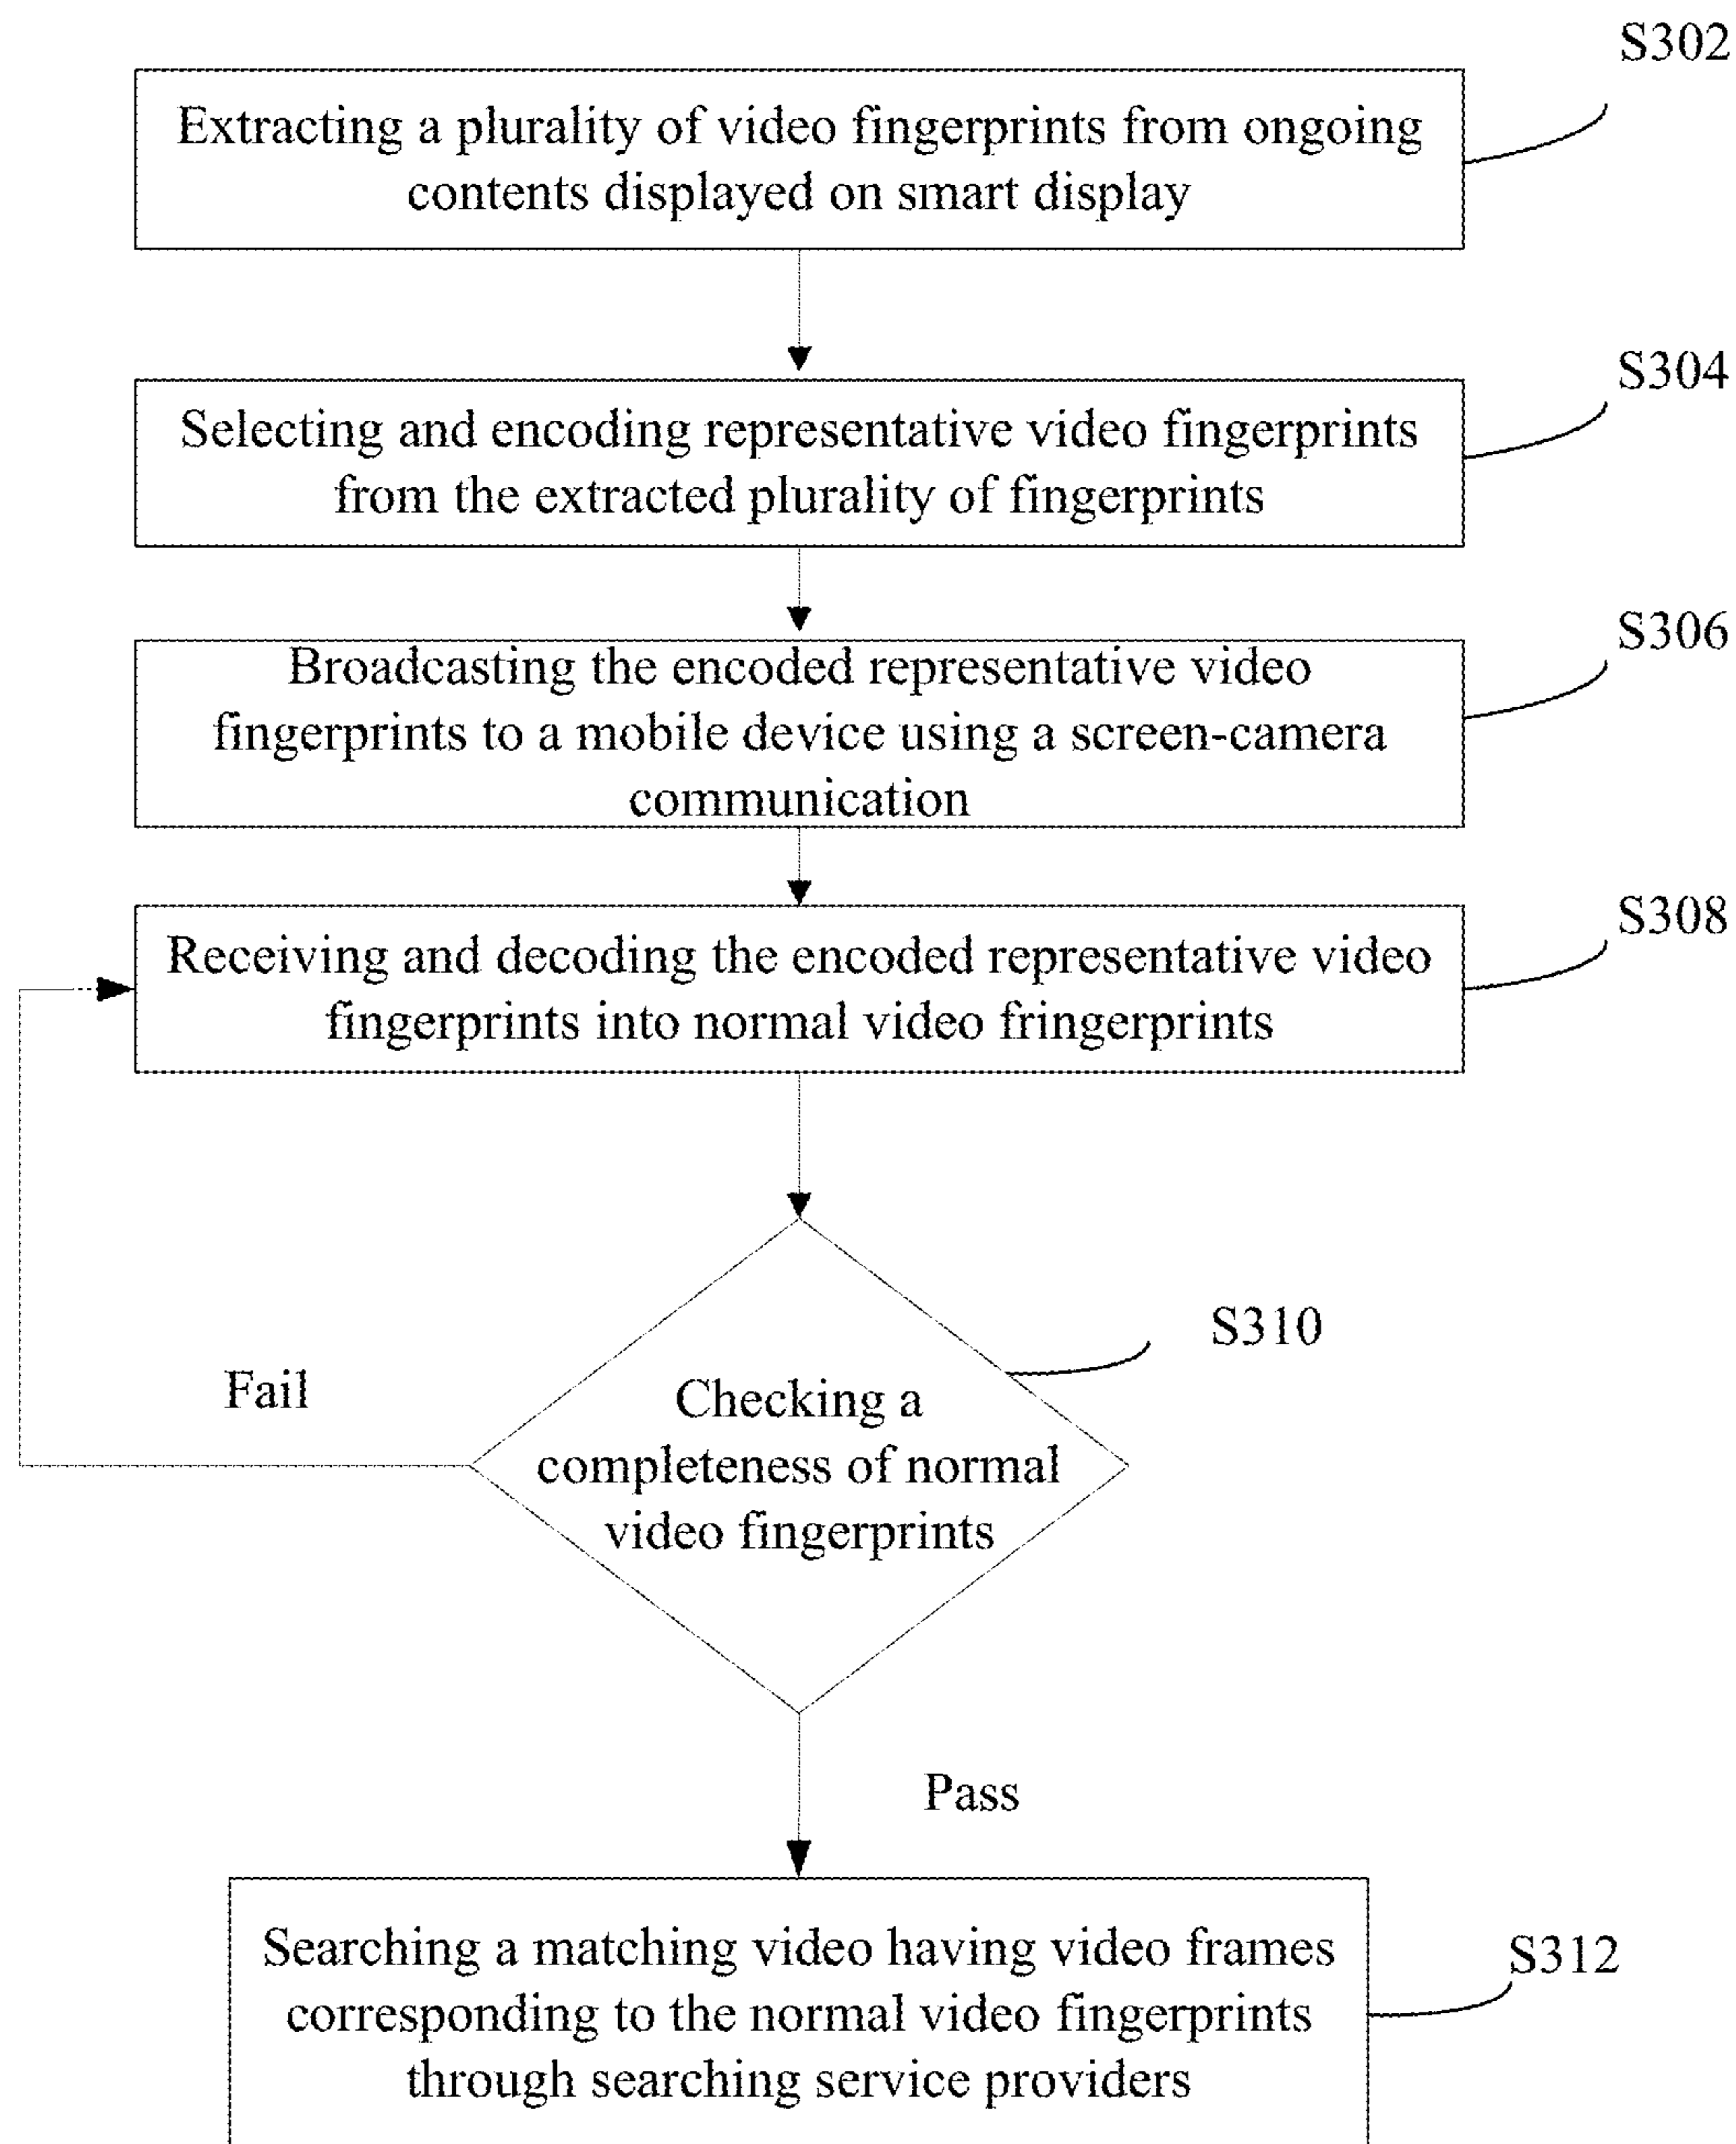 S302
Extracting a plurality of video fingerprints from ongoing
contents displayed on smart display
S304
Selecting and encoding representative video fingerprints
from the extracted plurality of fingerprints
S306
Broadcasting the encoded representative video
fingerprints to a mobile device using a screen-camera
communication
S308
Receiving and decoding the encoded representative video
fingerprints into normal video fringerprints
S310
Fail
Checking a
completeness of normal
video fingerprints
Pass
S312
Searching a matching video having video frames
corresponding to the normal video fingerprints
through searching service providers